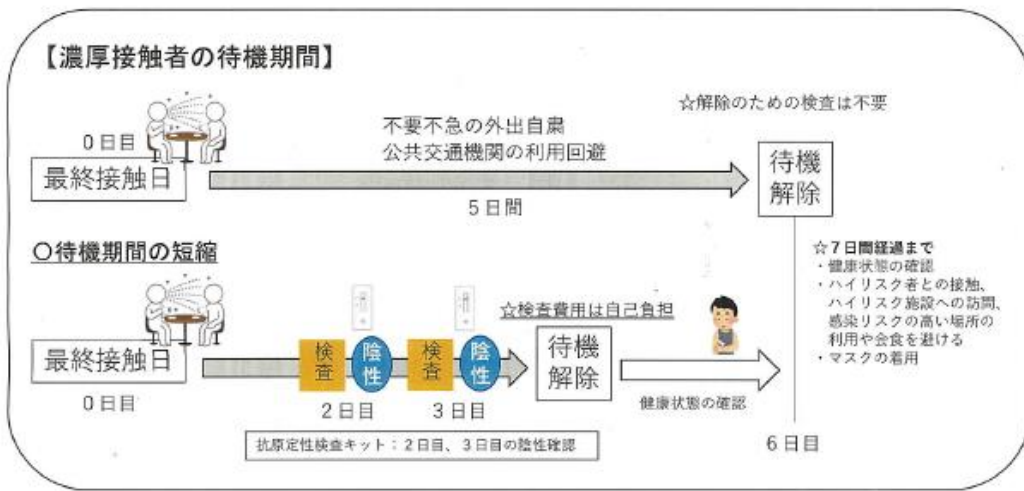 【濃厚接触者の待機期間】
☆解除のための検査は不要
0日目
最終接触日
不要不急の外出自粛
公共交通機関の利用回避
5日間
待機
解除
〇待機期間の短縮
☆7日間経過まで
・健康状態の確認
・ハイリスク者との接触、
ハイリスク施設への訪問、
感染リスクの高い場所の
利用や会食を避ける
・マスクの着用
☆検査費用は自己負担
最終接触日
0日目
検査
陰性
検査
陰性
2日目
3日目
待機
解除
健康状態の確認
6日目
抗原定性検査キット：2日目、3日目の陰性確認